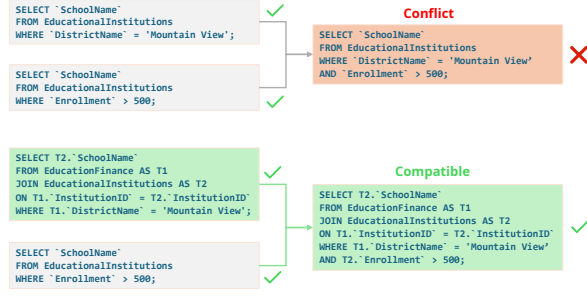 SELECT `SchoolName`
FROM EducationalInstitutions
WHERE `DistrictName` = 'Mountain View';
SELECT `SchoolName`
FROM EducationalInstitutions
WHERE `Enrollment` > 500;
Conflict
SELECT `SchoolName`
FROM EducationalInstitutions
WHERE `DistrictName` = 'Mountain View’
AND `Enrollment` > 500;
SELECT T2.`SchoolName`
FROM EducationFinance AS T1
JOIN EducationalInstitutions AS T2
ON T1.`InstitutionID` = T2.`InstitutionID`
WHERE T1.`DistrictName` = 'Mountain View';
SELECT `SchoolName`
FROM EducationalInstitutions
WHERE `Enrollment` > 500;
Compatible
SELECT T2.`SchoolName`
FROM EducationFinance AS T1
JOIN EducationalInstitutions AS T2
ON T1.`InstitutionID` = T2.`InstitutionID`
WHERE T1.`DistrictName` = 'Mountain View’
AND T2.`Enrollment` > 500;